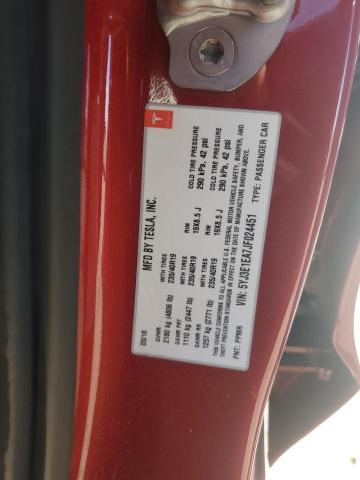 MFD BY TESLA, INC.
05/18
GVWR
2180 kg (4806 lb)
GAWR FRT
1110 kg (2447 lb)
WITH TIRES
235/40R19
RIM
19X8.5 J
COLD TIRE PRESSURE
290 kPa, 42 psi
GAWR RR
1257 kg (2771 lb)
WITH TIRES
235/40R19
RIM
19X8.5 J
COLD TIRE PRESSURE
290 kPa, 42 psi
THIS VEHICLE CONFORMS TO ALL APPLICABLE U.S. FEDERAL MOTOR VEHICLE SAFETY, BUMPER, AND
THEFT PREVENTION STANDARDS IN EFFECT ON THE DATE OF MANUFACTURE SHOWN ABOVE.
VIN: 5YJ3E1EA7JF024451 TYPE: PASSENGER CAR
PNT: PPMR